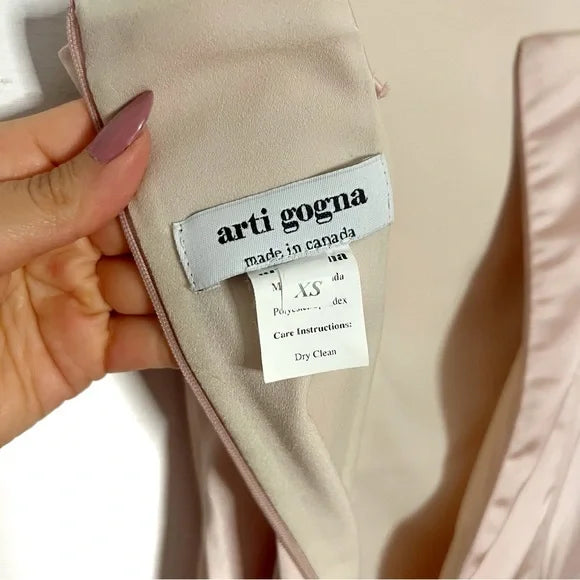 arti gogna
made in canada
XS
Care Instructions:
Dry Clean